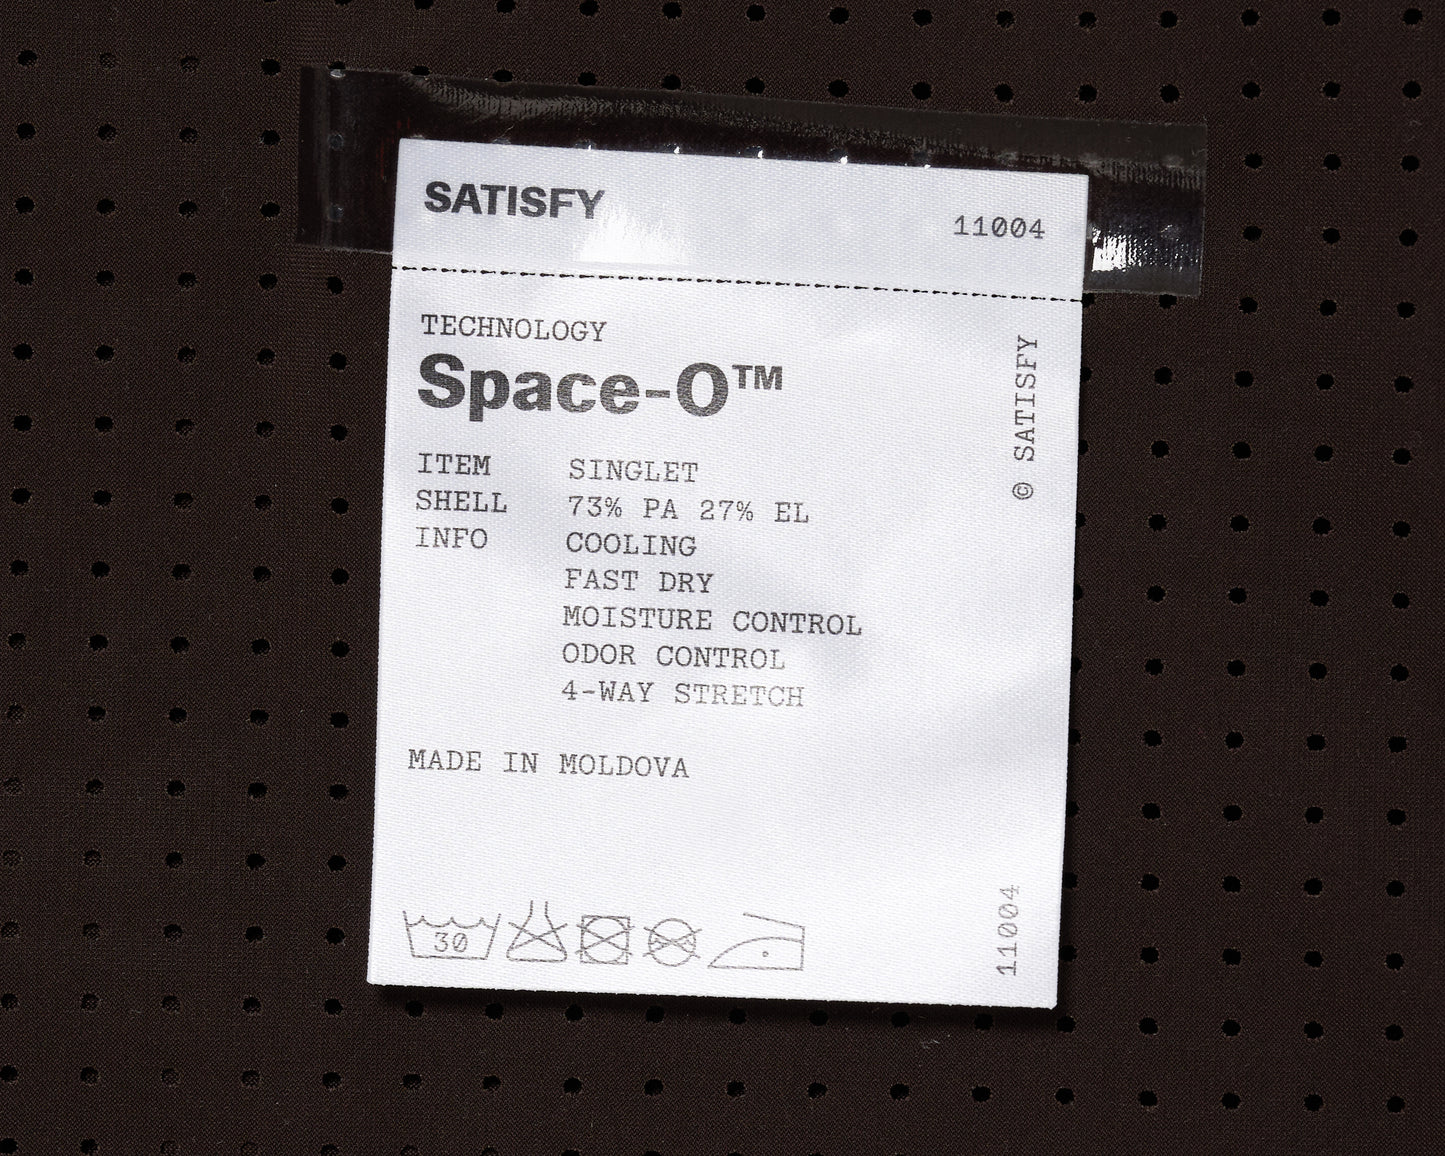 SATISFY
11004
TECHNOLOGY
Space-O™
ITEM SINGLET
SHELL 73% PA 27% EL
INFO COOLING
FAST DRY
MOISTURE CONTROL
ODOR CONTROL
4-WAY STRETCH
MADE IN MOLDOVA
30
© SATISFY
11004